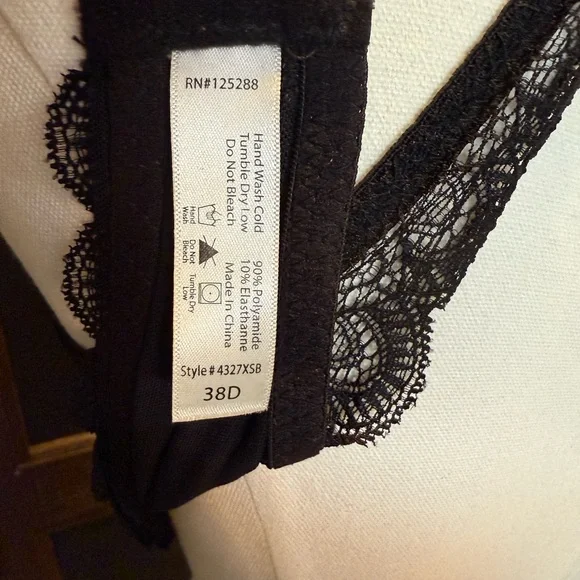 RN#125288
Hand Wash Cold
Tumble Dry Low
Do Not Bleach
Hand
Wash
Do Not
Bleach
Tumble Dry
Low
90% Polyamide
10% Elasthanne
Made In China
Style# 4327XSB
38D